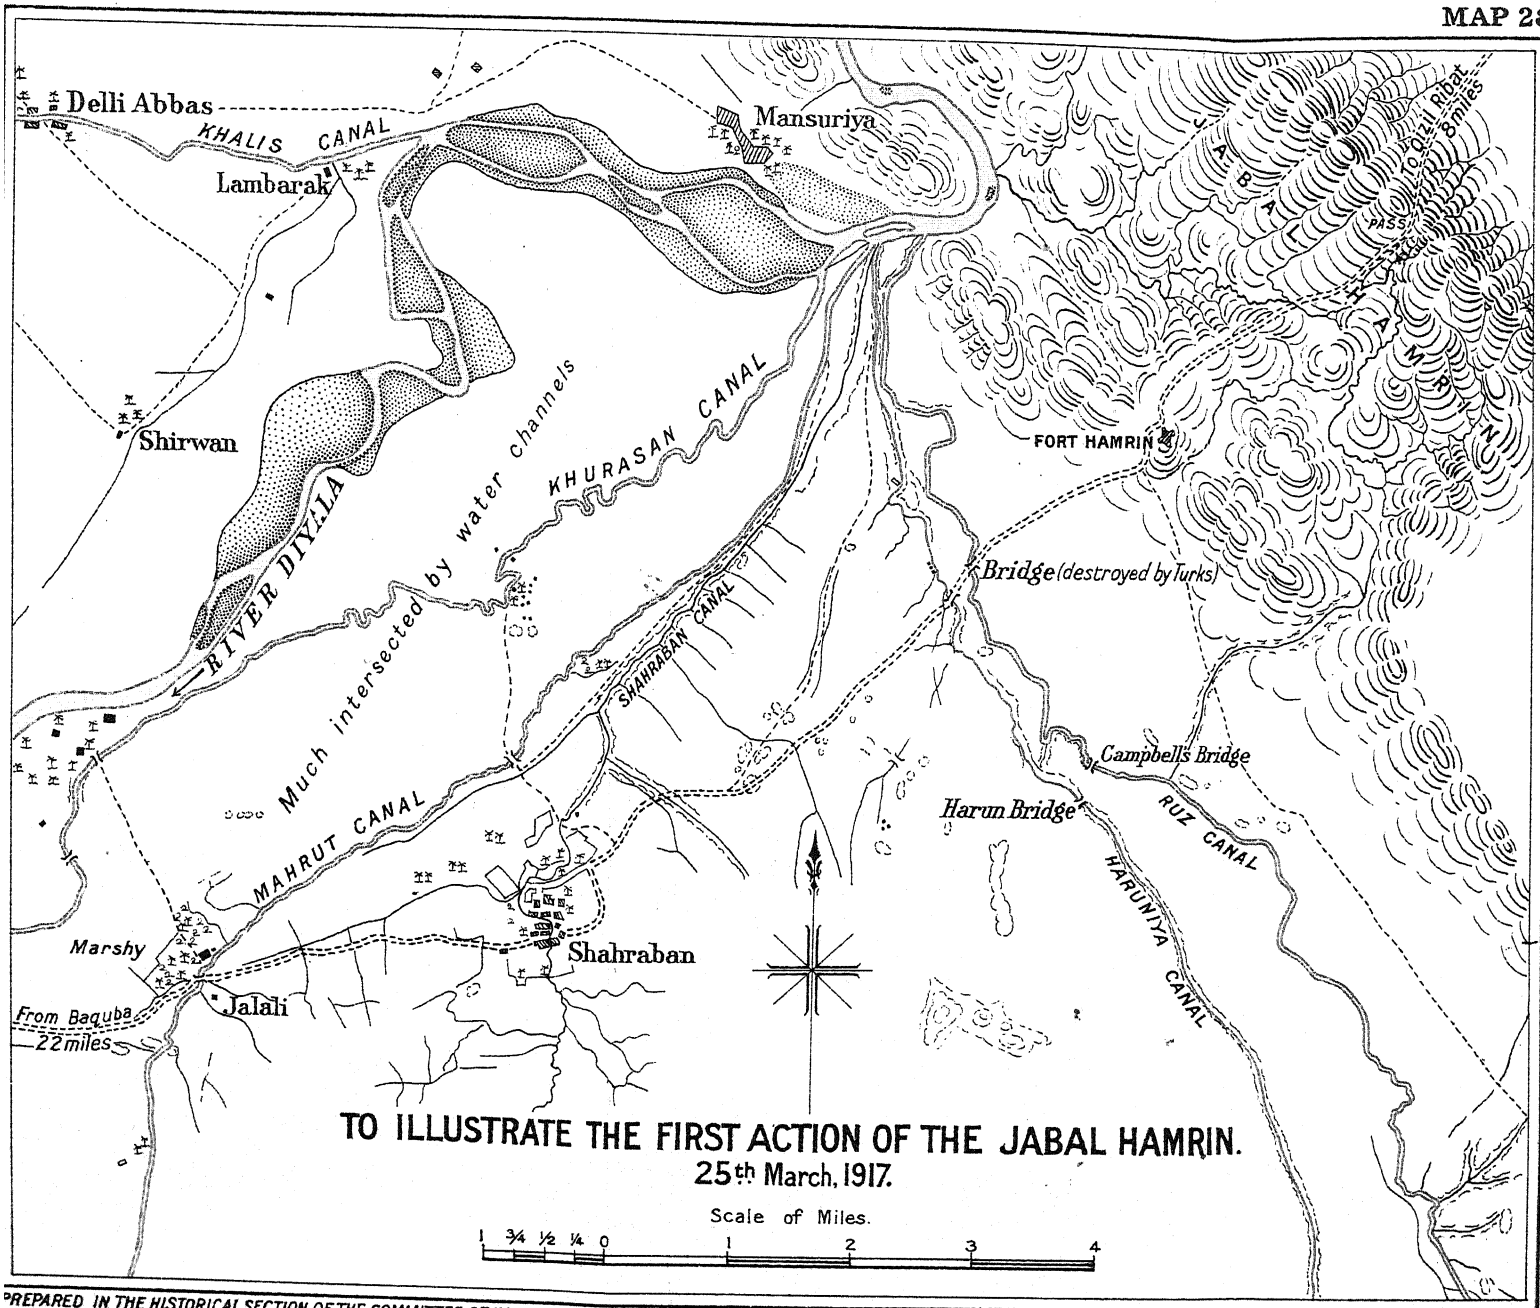 MAP 28
Delli Abbas
KHALIS CANAL
Lambarak
Mansuriya
To Qizil Ribat
8 miles
JABAL HAMRIN
PASS
Shirwan
FORT HAMRIN
KHURASAN CANAL
Much intersected by water channels
RIVER DIYALA
Bridge (destroyed by Turks)
SHAHRABAN CANAL
Campbell's Bridge
Harun Bridge
RUZ CANAL
MAHRUT CANAL
HARUNIYA CANAL
Marshy
Shahraban
Jalali
From Baquba
22 miles
TO ILLUSTRATE THE FIRST ACTION OF THE JABAL HAMRIN.
25th March, 1917.
Scale of Miles.
1 3/4 1/2 1/4 0 1 2 3 4
PREPARED IN THE HISTORICAL SECTION OF THE